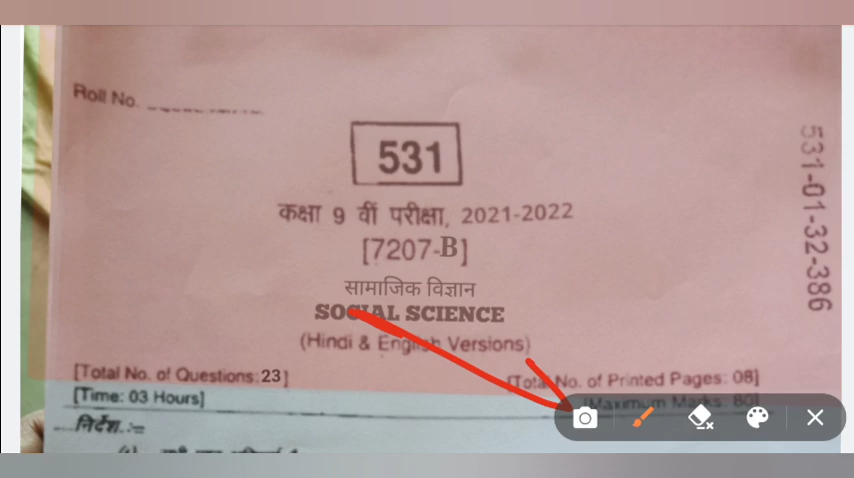 Roll No.
531
531-01-32-386
कक्षा 9 वीं परीक्षा, 2021-2022
[7207-B]
सामाजिक विज्ञान
SOCIAL SCIENCE
(Hindi & English Versions)
[Total No. of Questions: 23]
[Total No. of Printed Pages: 08]
[Time: 03 Hours]
[Maximum Marks: 80]
निर्देश :=